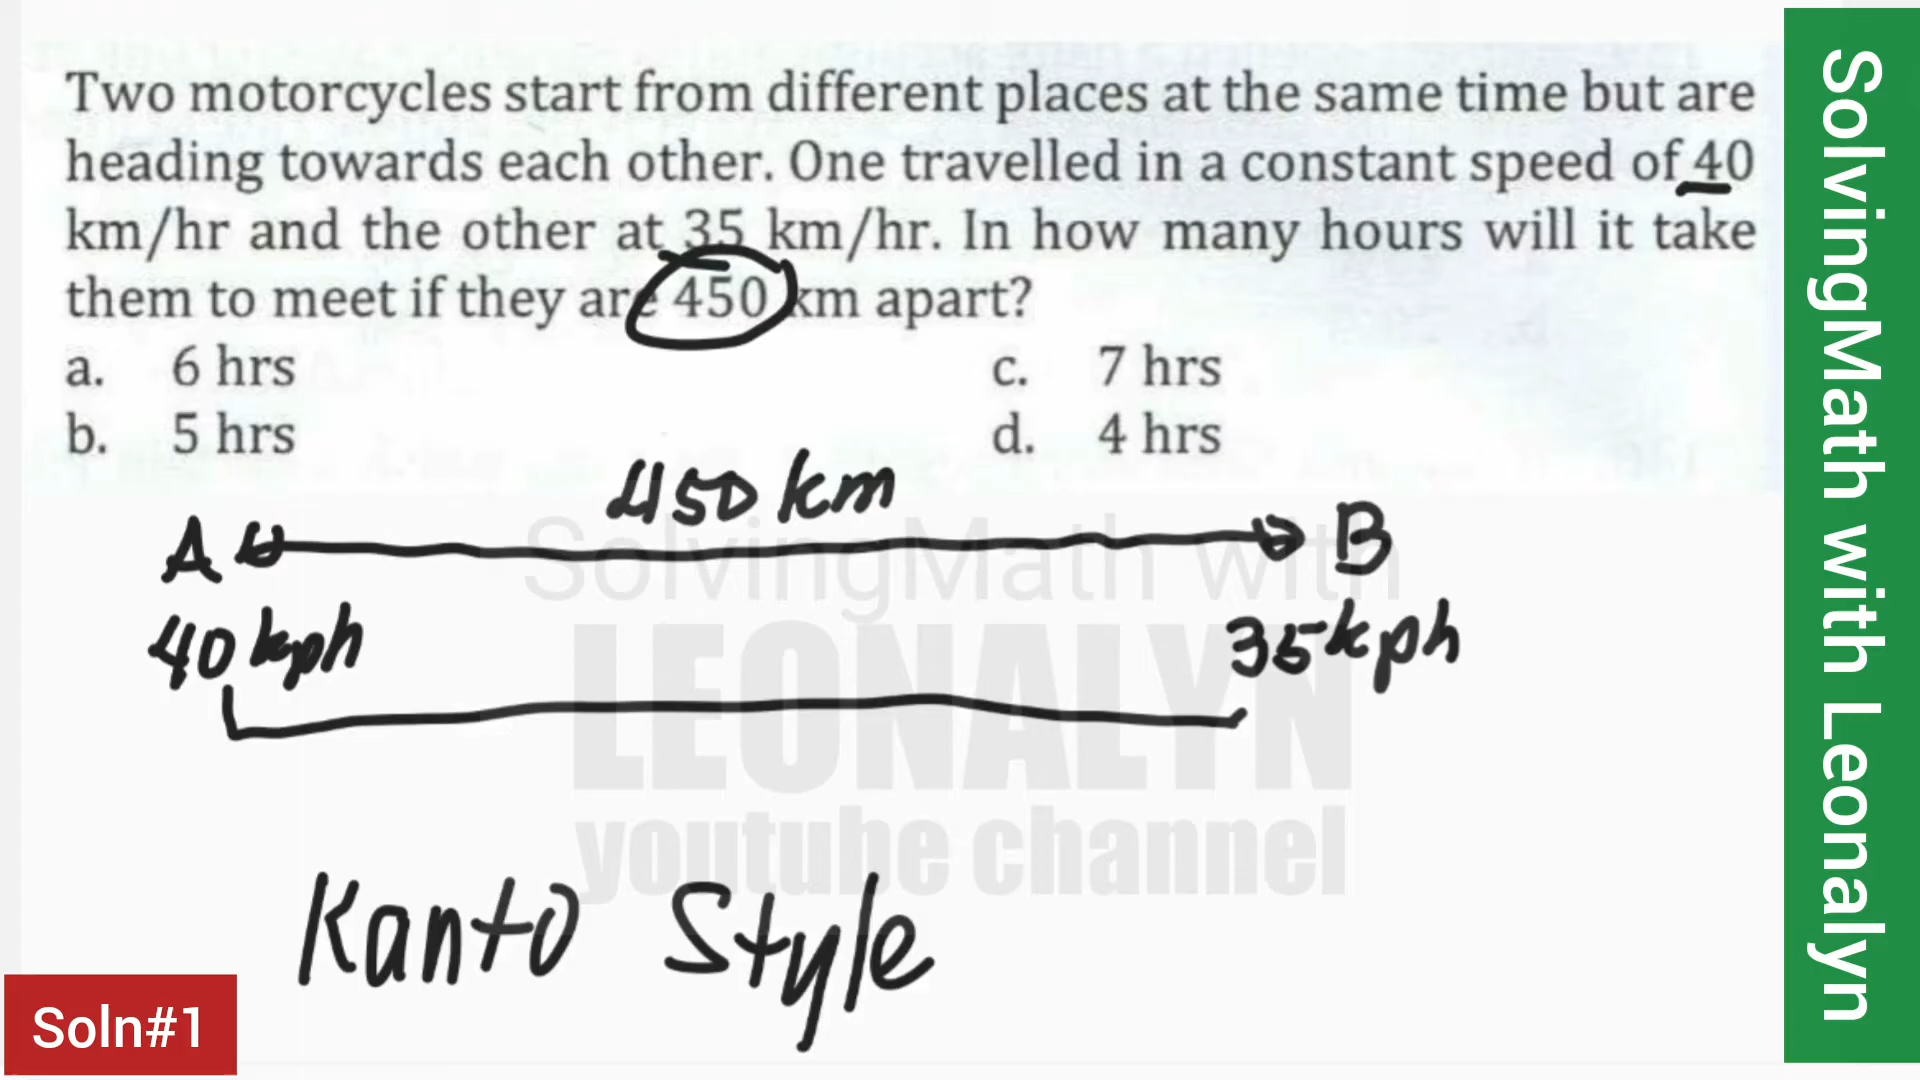 Two motorcycles start from different places at the same time but are
heading towards each other. One travelled in a constant speed of 40
km/hr and the other at 35 km/hr. In how many hours will it take
them to meet if they are 450 km apart?
a. 6 hrs c. 7 hrs
b. 5 hrs d. 4 hrs
450 km
A B
40 kph 35 kph
SolvingMath with
LEONALYN
youtube channel
Kanto Style
Soln#1
SolvingMath with Leonalyn